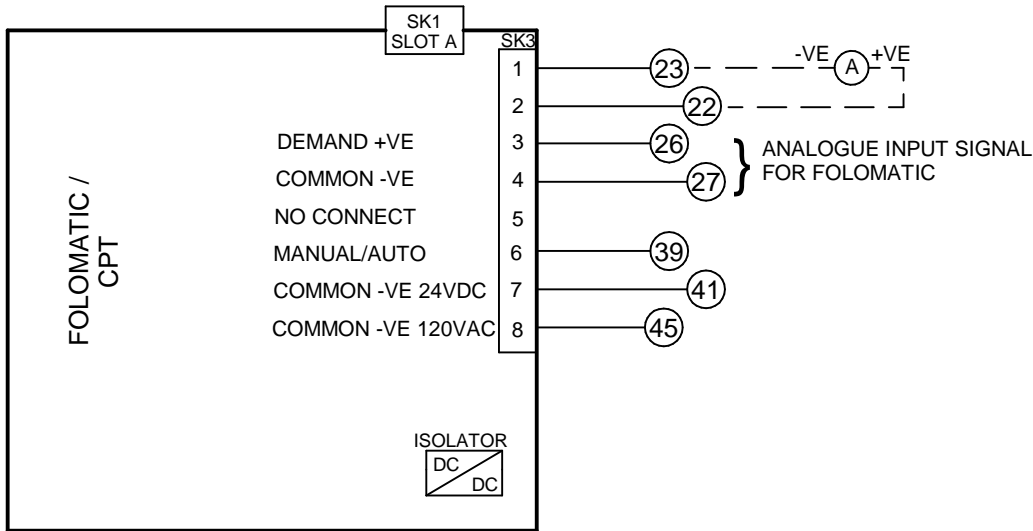 SK1
SLOT A
SK3
1
23
-VE
A
+VE
2
22
DEMAND +VE
3
26
ANALOGUE INPUT SIGNAL
FOR FOLOMATIC
COMMON -VE
4
27
NO CONNECT
5
MANUAL/AUTO
6
39
COMMON -VE 24VDC
7
41
COMMON -VE 120VAC
8
45
FOLOMATIC /
CPT
ISOLATOR
DC
DC